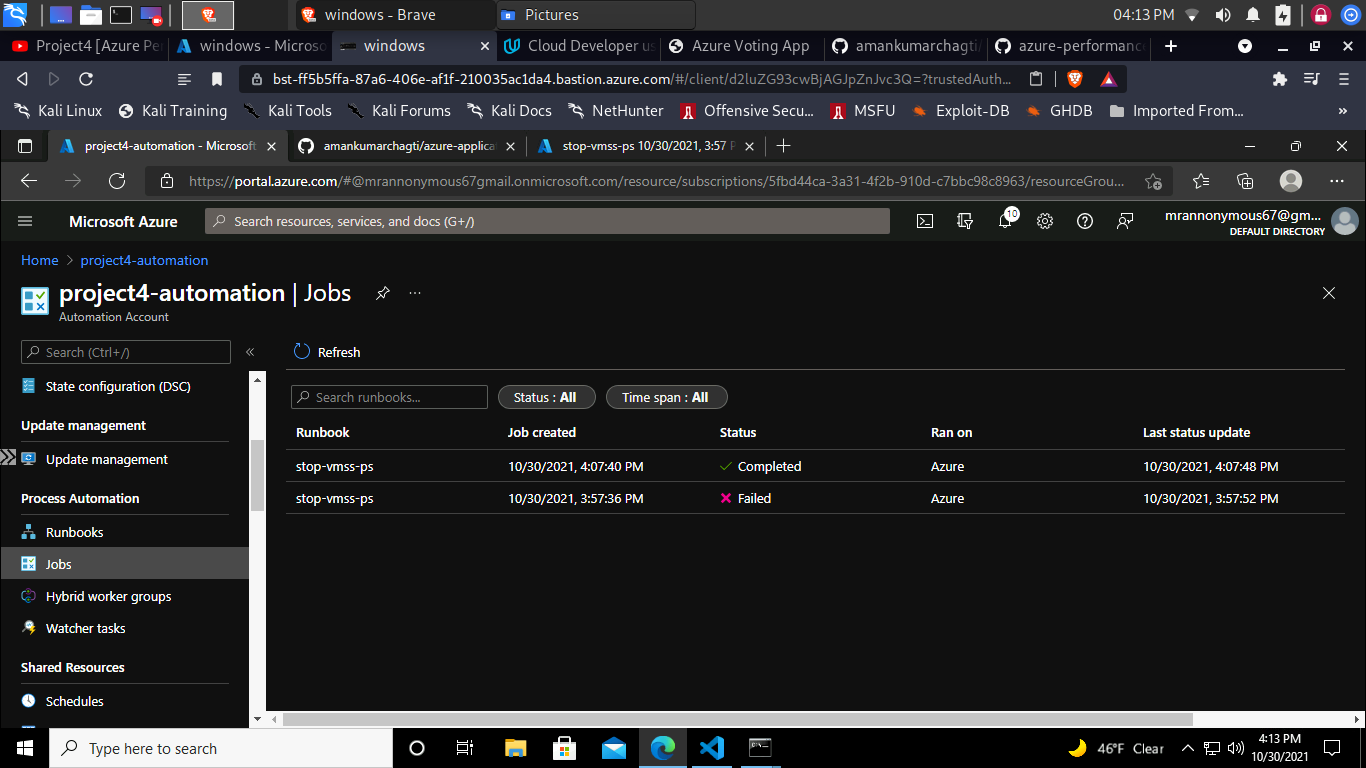 windows - Brave
Pictures
04:13 PM
Project4 [Azure Pe
windows - Microso
windows
Cloud Developer us
Azure Voting App
amankumarchagti/
azure-performanc
bst-ff5b5ffa-87a6-406e-af1f-210035ac1da4.bastion.azure.com/#/client/d2luZG93cwBjAGJpZnJvc3Q=?trustedAuth...
Kali Linux
Kali Training
Kali Tools
Kali Forums
Kali Docs
NetHunter
Offensive Secu...
MSFU
Exploit-DB
GHDB
Imported From...
project4-automation - Microsoft
amankumarchagti/azure-applicat
stop-vmss-ps 10/30/2021, 3:57 P
https://portal.azure.com/#@mrannonymous67gmail.onmicrosoft.com/resource/subscriptions/5fbd44ca-3a31-4f2b-910d-c7bbc98c8963/resourceGrou...
Microsoft Azure
Search resources, services, and docs (G+/)
10
mrannonymous67@gm...
DEFAULT DIRECTORY
Home > project4-automation
project4-automation | Jobs
Automation Account
Search (Ctrl+/)
Refresh
State configuration (DSC)
Update management
Update management
Process Automation
Runbooks
Jobs
Hybrid worker groups
Watcher tasks
Shared Resources
Schedules
Search runbooks...
Status : All
Time span : All
Runbook Job created Status Ran on Last status update
stop-vmss-ps 10/30/2021, 4:07:40 PM Completed Azure 10/30/2021, 4:07:48 PM
stop-vmss-ps 10/30/2021, 3:57:36 PM Failed Azure 10/30/2021, 3:57:52 PM
Type here to search
46°F Clear
4:13 PM
10/30/2021